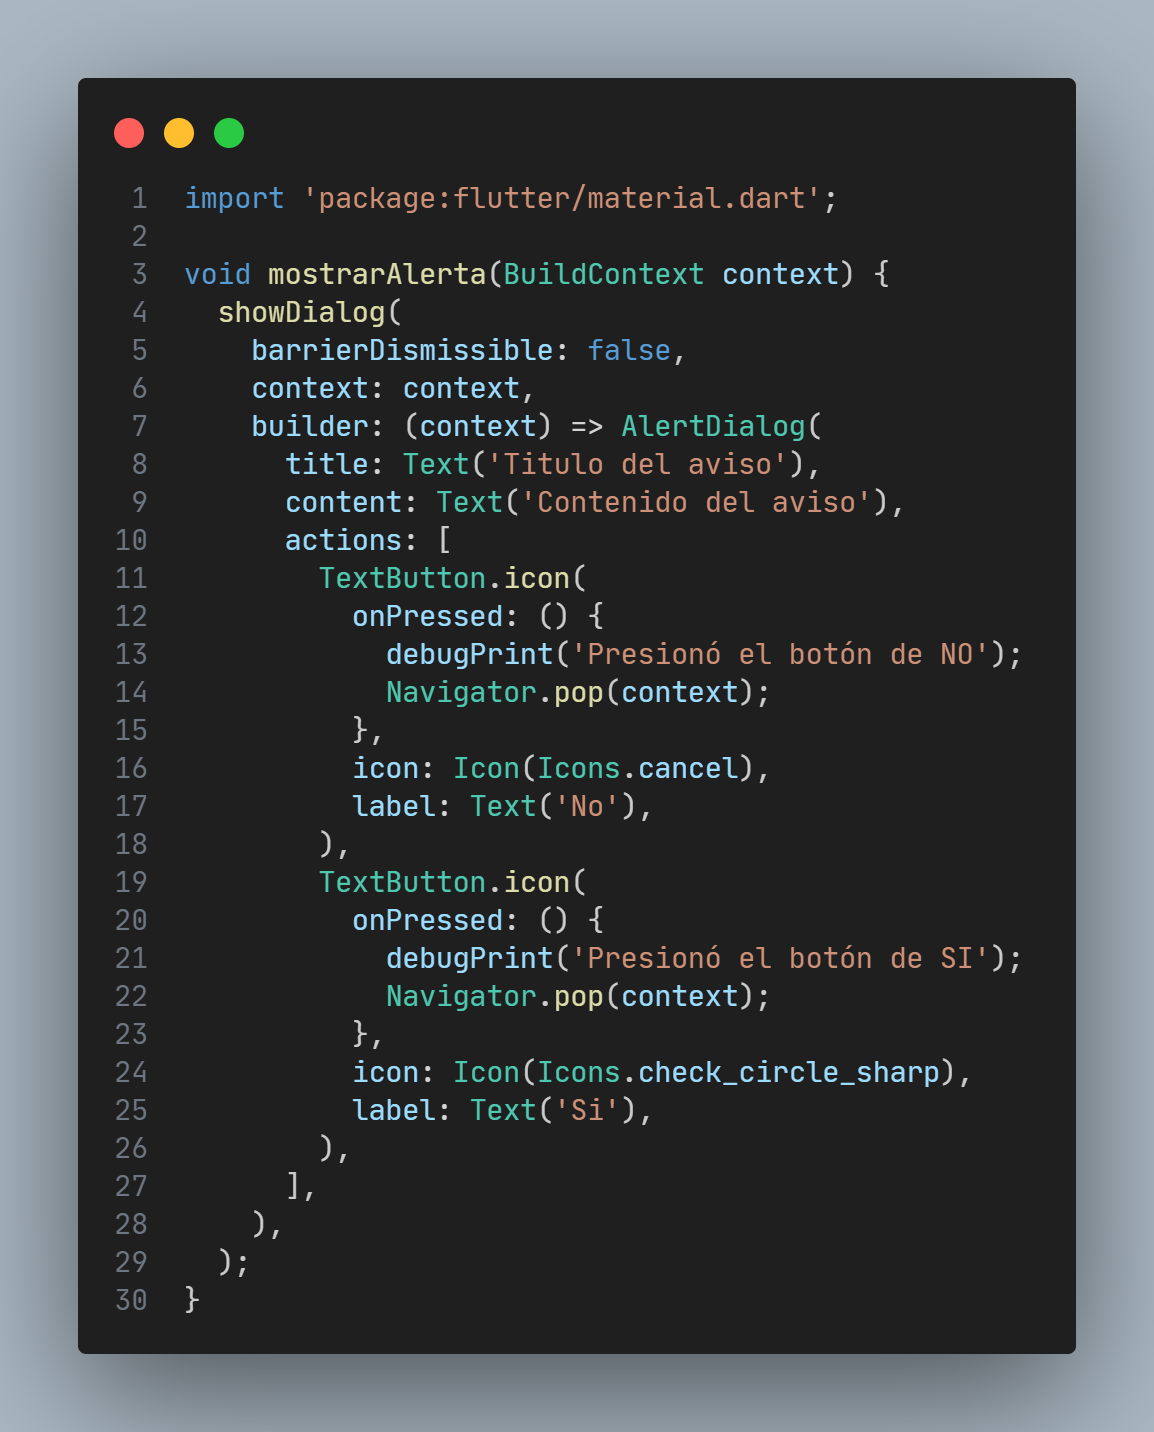 1 import 'package:flutter/material.dart';
2
3 void mostrarAlerta(BuildContext context) {
4   showDialog(
5     barrierDismissible: false,
6     context: context,
7     builder: (context) => AlertDialog(
8       title: Text('Titulo del aviso'),
9       content: Text('Contenido del aviso'),
10       actions: [
11         TextButton.icon(
12           onPressed: () {
13             debugPrint('Presionó el botón de NO');
14             Navigator.pop(context);
15           },
16           icon: Icon(Icons.cancel),
17           label: Text('No'),
18         ),
19         TextButton.icon(
20           onPressed: () {
21             debugPrint('Presionó el botón de SI');
22             Navigator.pop(context);
23           },
24           icon: Icon(Icons.check_circle_sharp),
25           label: Text('Si'),
26         ),
27       ],
28     ),
29   );
30 }